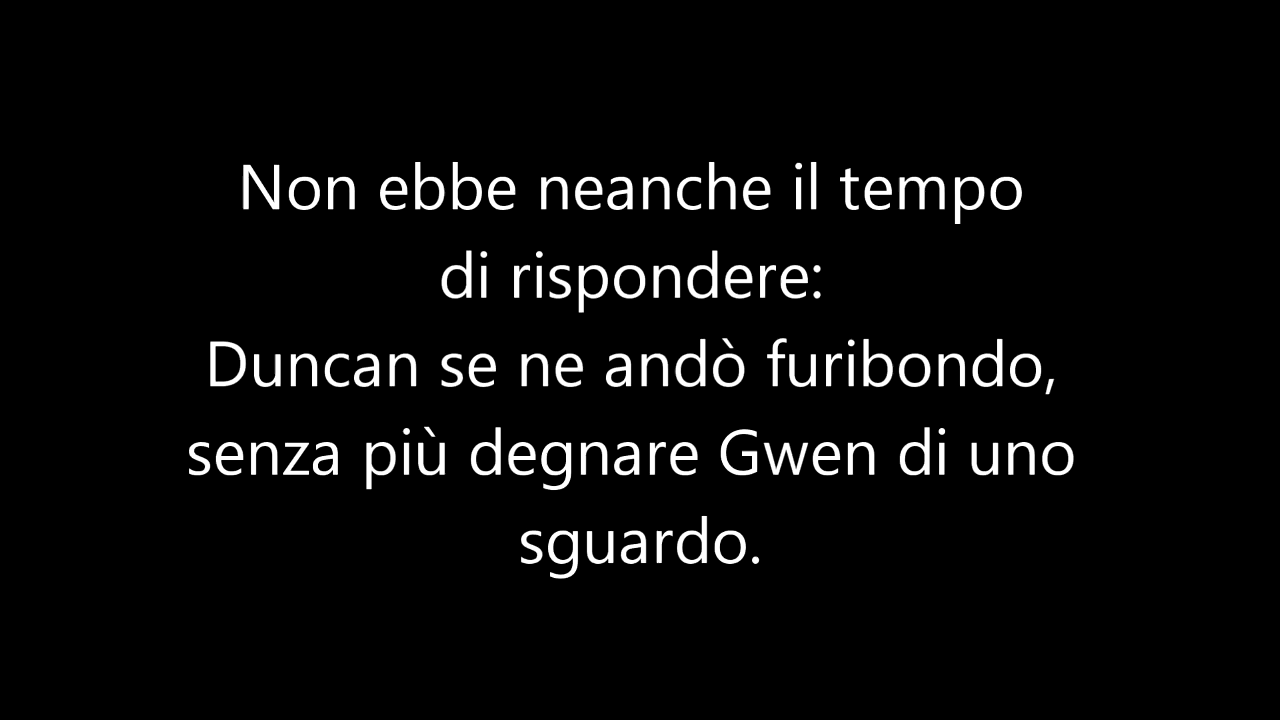 Non ebbe neanche il tempo
di rispondere:
Duncan se ne andò furibondo,
senza più degnare Gwen di uno
sguardo.